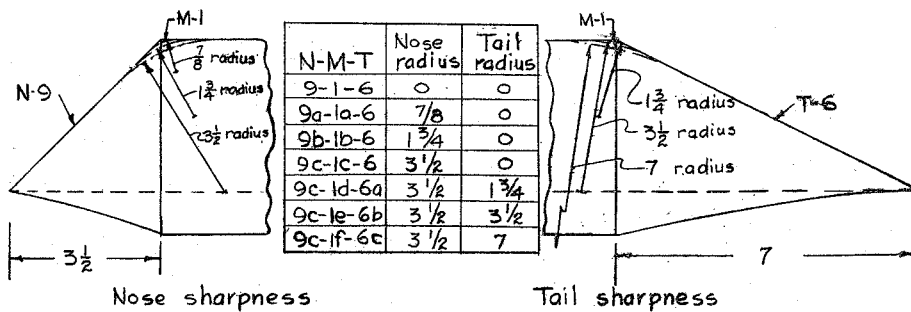 M-1
7/8 radius
1 3/4 radius
3 1/2 radius
N-9
3 1/2
Nose sharpness
N-M-T Nose radius Tail radius
9-1-6 0 0
9a-1a-6 7/8 0
9b-1b-6 1 3/4 0
9c-1c-6 3 1/2 0
9c-1d-6a 3 1/2 1 3/4
9c-1e-6b 3 1/2 3 1/2
9c-1f-6c 3 1/2 7
M-1
1 3/4 radius
3 1/2 radius
7 radius
T-6
7
Tail sharpness